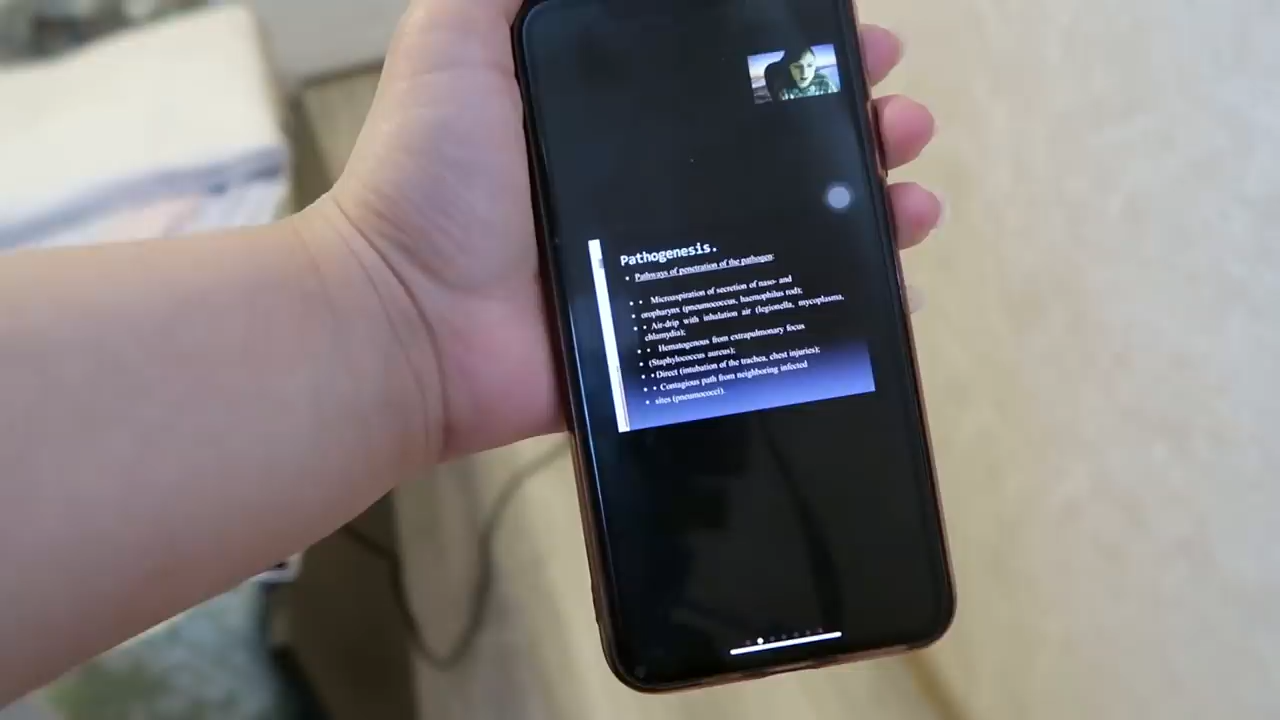 Pathogenesis.
• Pathways of penetration of the pathogen:
• • Microaspiration of secretion of naso- and
• oropharynx (pneumococcus, haemophilus rod);
• • Air-drip with inhalation air (legionella, mycoplasma,
chlamydia);
• • Hematogenous from extrapulmonary focus
• (Staphylococcus aureus);
• • Direct (intubation of the trachea, chest injuries);
• • Contagious path from neighboring infected
• sites (pneumococci).